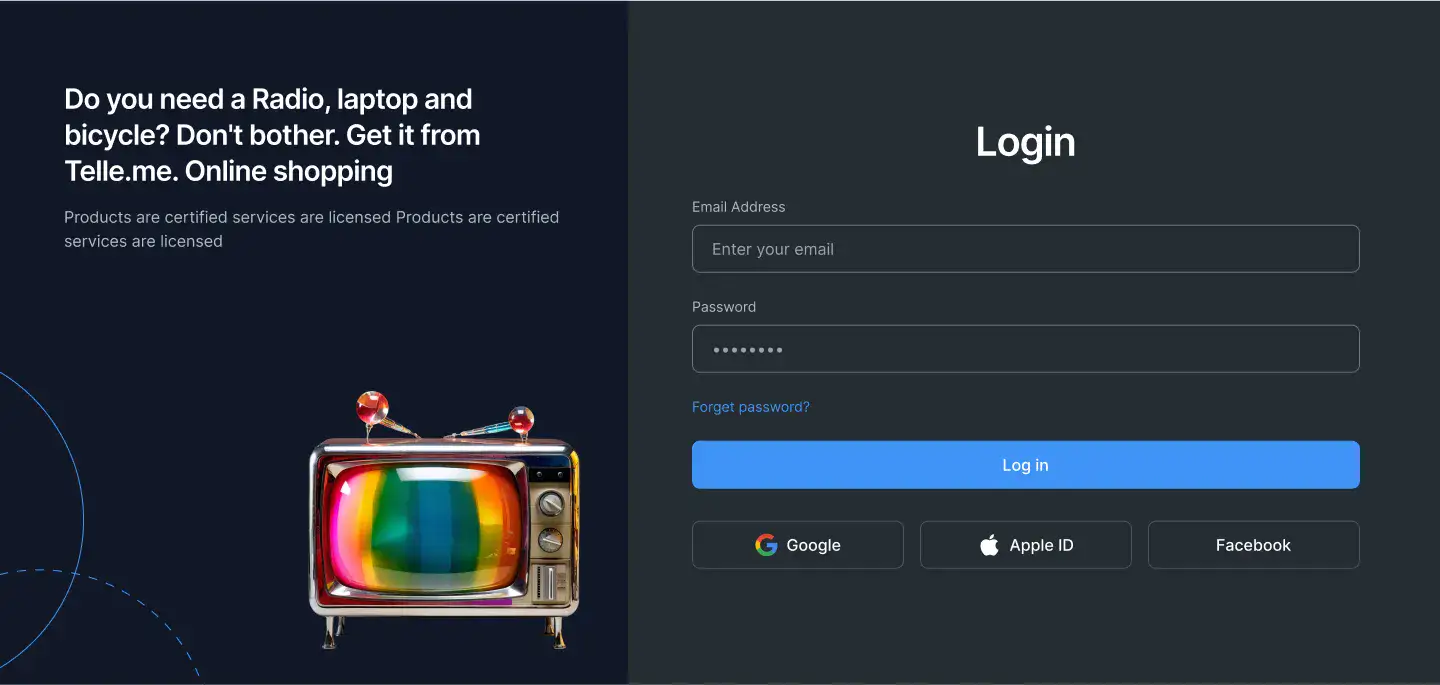 Do you need a Radio, laptop and
bicycle? Don't bother. Get it from
Telle.me. Online shopping
Products are certified services are licensed Products are certified
services are licensed
Login
Email Address
Enter your email
Password
••••••••
Forget password?
Log in
Google
Apple ID
Facebook